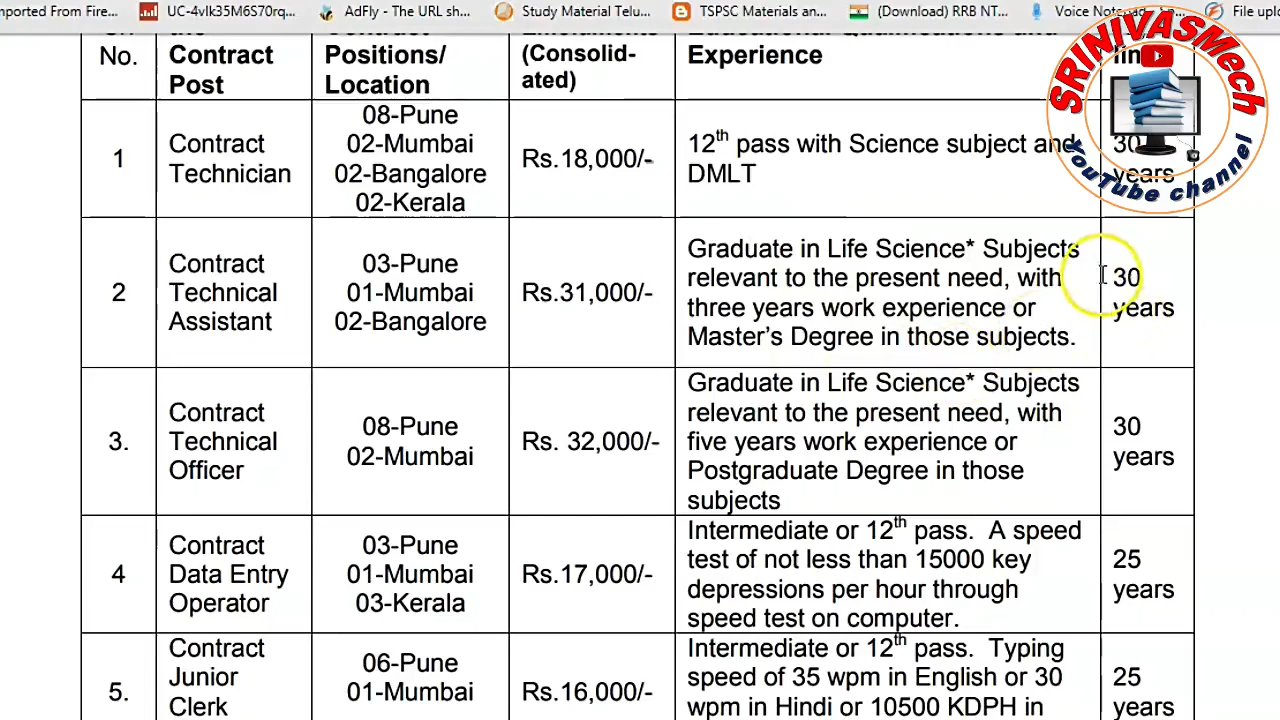 mported From Fire...
UC-4vlk35M6S70rq...
AdFly - The URL sh...
Study Material Telu...
TSPSC Materials an...
(Download) RRB NT...
Voice Notepad - Sp...
File uplo
No.
Contract
Post
Positions/
Location
(Consolid-
ated)
Experience
SRINIVASMech
YouTube channel
1
Contract
Technician
08-Pune
02-Mumbai
02-Bangalore
02-Kerala
Rs.18,000/-
12th pass with Science subject and
DMLT
30
years
2
Contract
Technical
Assistant
03-Pune
01-Mumbai
02-Bangalore
Rs.31,000/-
Graduate in Life Science* Subjects
relevant to the present need, with
three years work experience or
Master's Degree in those subjects.
30
years
3.
Contract
Technical
Officer
08-Pune
02-Mumbai
Rs. 32,000/-
Graduate in Life Science* Subjects
relevant to the present need, with
five years work experience or
Postgraduate Degree in those
subjects
30
years
4
Contract
Data Entry
Operator
03-Pune
01-Mumbai
03-Kerala
Rs.17,000/-
Intermediate or 12th pass. A speed
test of not less than 15000 key
depressions per hour through
speed test on computer.
25
years
5.
Contract
Junior
Clerk
06-Pune
01-Mumbai
Rs.16,000/-
Intermediate or 12th pass. Typing
speed of 35 wpm in English or 30
wpm in Hindi or 10500 KDPH in
25
years